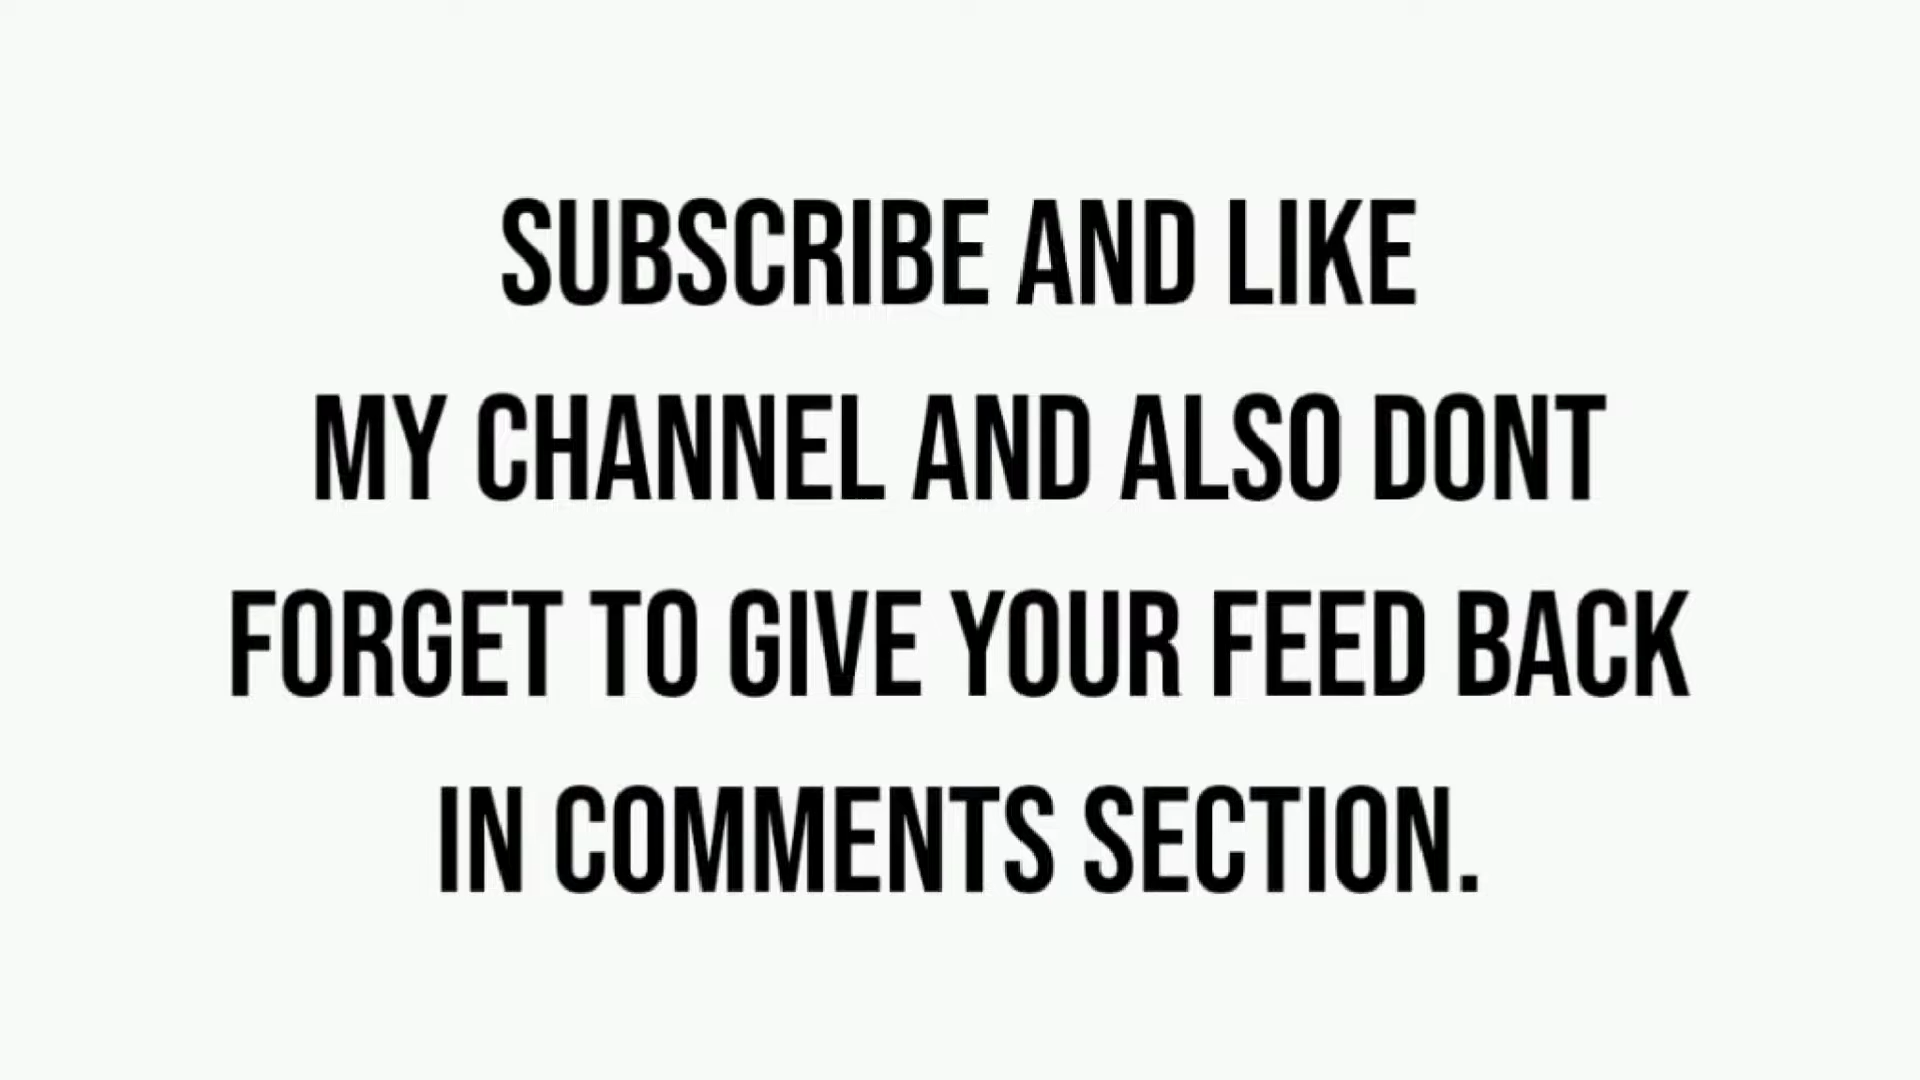 SUBSCRIBE AND LIKE
MY CHANNEL AND ALSO DONT
FORGET TO GIVE YOUR FEED BACK
IN COMMENTS SECTION.